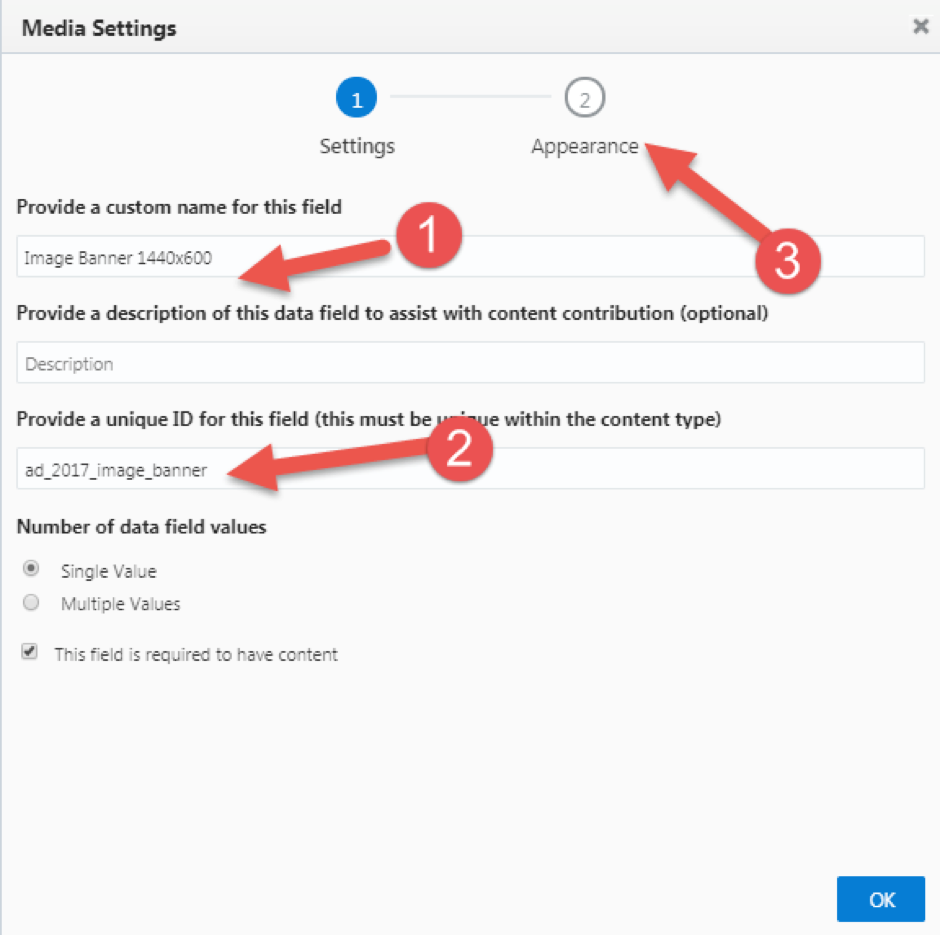 Media Settings
1
2
Settings
Appearance
Provide a custom name for this field
1
Image Banner 1440x600
3
Provide a description of this data field to assist with content contribution (optional)
Description
Provide a unique ID for this field (this must be unique within the content type)
2
ad_2017_image_banner
Number of data field values
Single Value
Multiple Values
This field is required to have content
OK